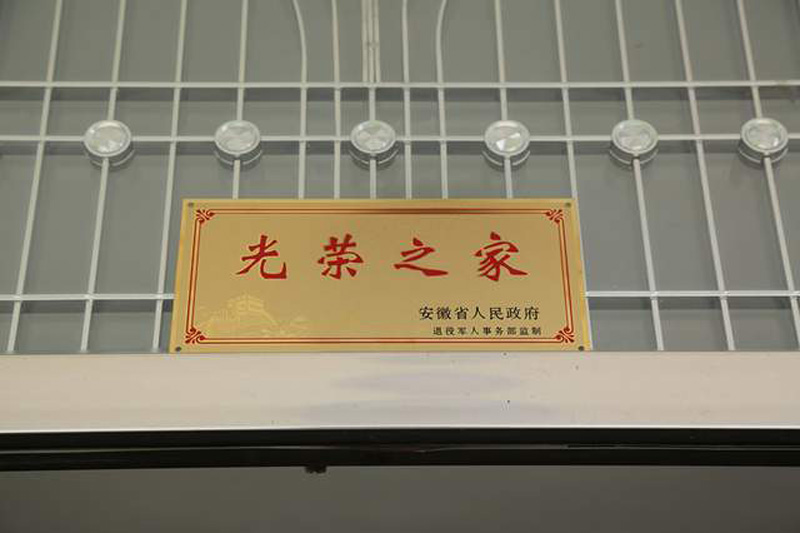 光荣之家
安徽省人民政府
退役军人事务部监制